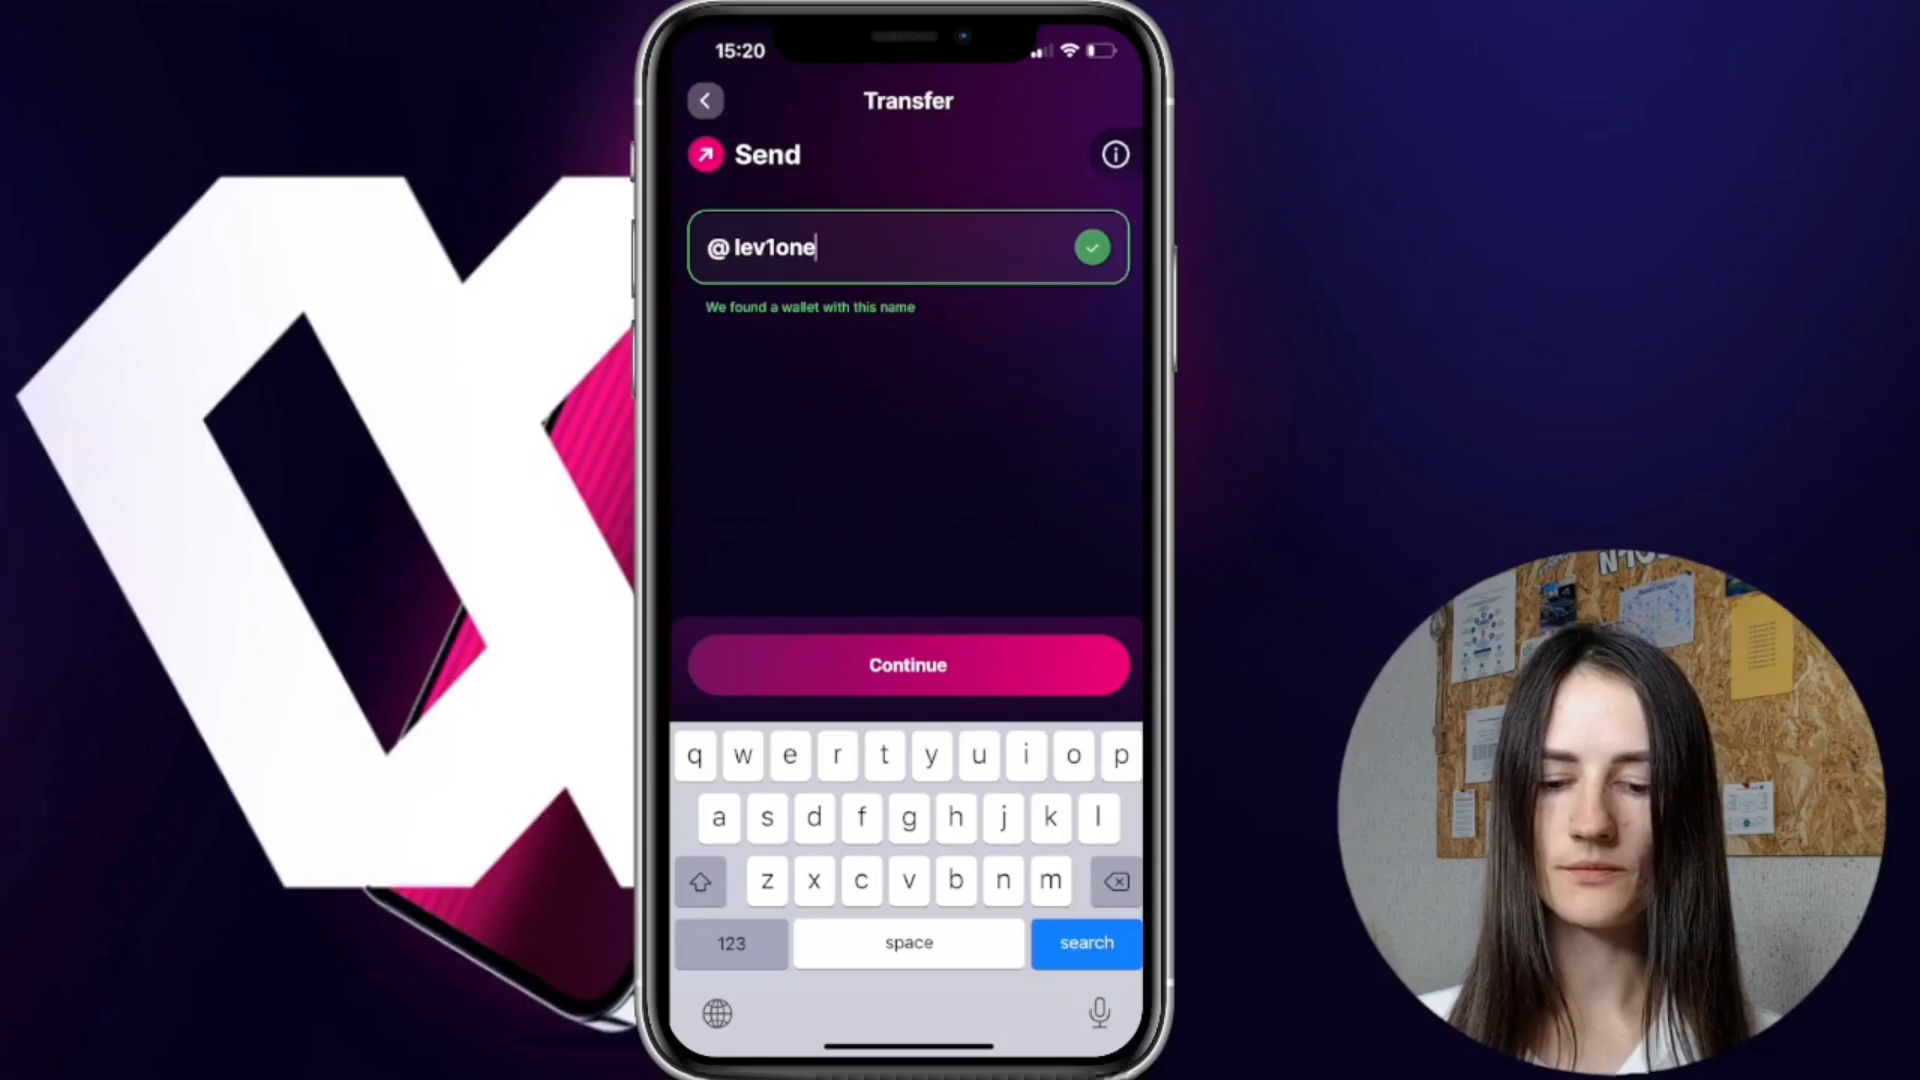 15:20
Transfer
Send
@ lev1one
We found a wallet with this name
Continue
q w e r t y u i o p
a s d f g h j k l
z x c v b n m
123 space search